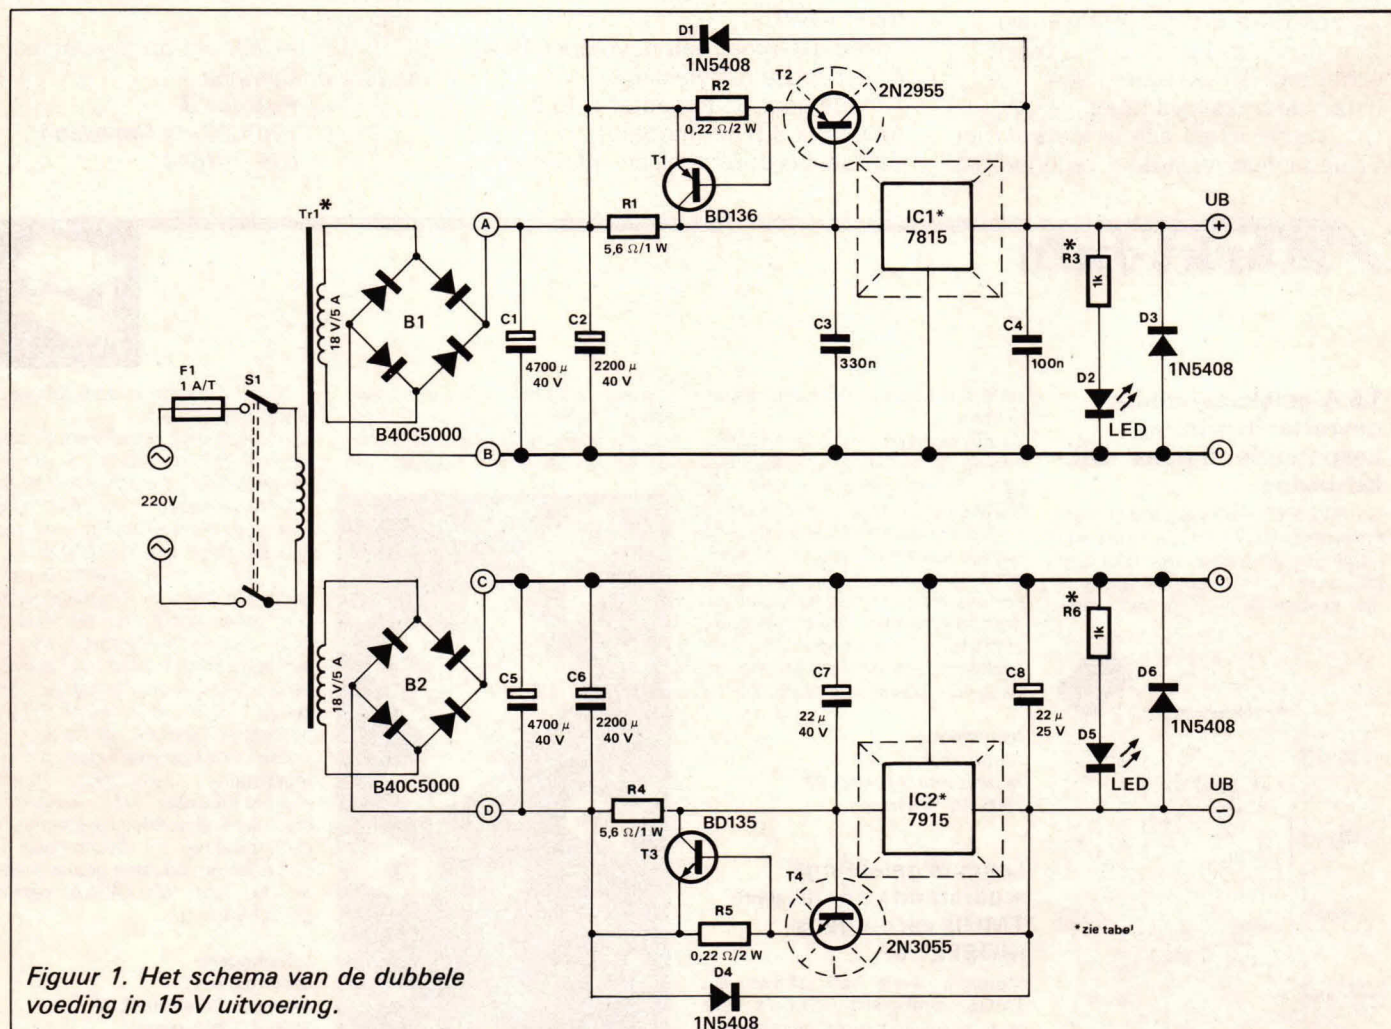 D1
1N5408
R2
0,22 Ω/2 W
T2
2N2955
T1
BD136
R1
5,6 Ω/1 W
IC1*
7815
UB
+
Tr1*
A
18 V/5 A
B1
B40C5000
B
C1
4700 µ
40 V
C2
2200 µ
40 V
C3
330n
C4
100n
*
R3
1k
D2
LED
D3
1N5408
0
F1
1 A/T
S1
220V
18 V/5 A
B2
B40C5000
C
D
C5
4700 µ
40 V
C6
2200 µ
40 V
C7
22 µ
40 V
C8
22 µ
25 V
*
R6
1k
D5
LED
D6
1N5408
0
R4
5,6 Ω/1 W
BD135
T3
IC2*
7915
UB
−
T4
2N3055
R5
0,22 Ω/2 W
D4
1N5408
*zie tabel
Figuur 1. Het schema van de dubbele
voeding in 15 V uitvoering.